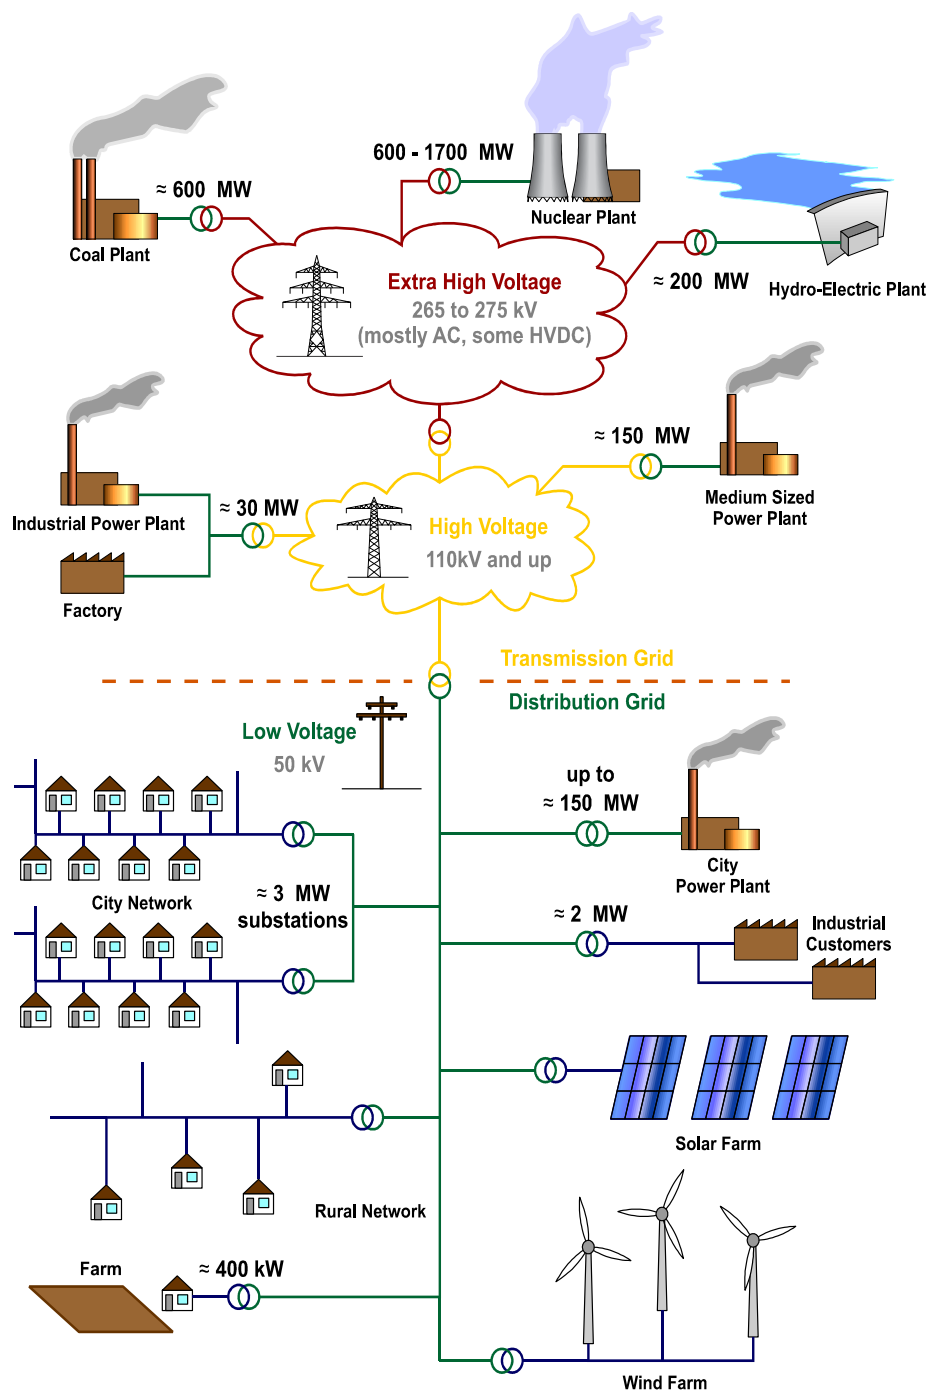 600 - 1700  MW
≈ 600  MW
Nuclear Plant
Coal Plant
≈ 200  MW
Hydro-Electric Plant
Extra High Voltage
265 to 275 kV
(mostly AC, some HVDC)
≈ 150  MW
Medium Sized
Power Plant
Industrial Power Plant
≈ 30 MW
High Voltage
110kV and up
Factory
Transmission Grid
Distribution Grid
Low Voltage
50 kV
up to
≈ 150  MW
City
Power Plant
City Network
≈ 3  MW
substations
≈ 2  MW
Industrial
Customers
Solar Farm
Rural Network
Farm
≈ 400 kW
Wind Farm